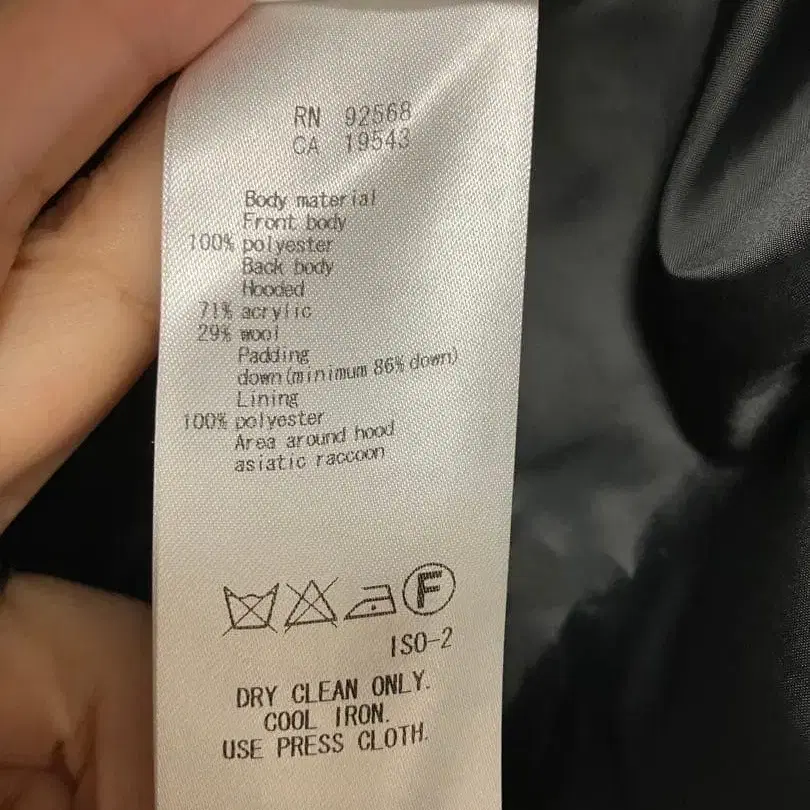 RN 92568
CA 19543
Body material
Front body
100% polyester
Back body
Hooded
71% acrylic
29% wool
Padding
down(minimum 86% down)
Lining
100% polyester
Area around hood
asiatic raccoon
F
ISO-2
DRY CLEAN ONLY.
COOL IRON.
USE PRESS CLOTH.